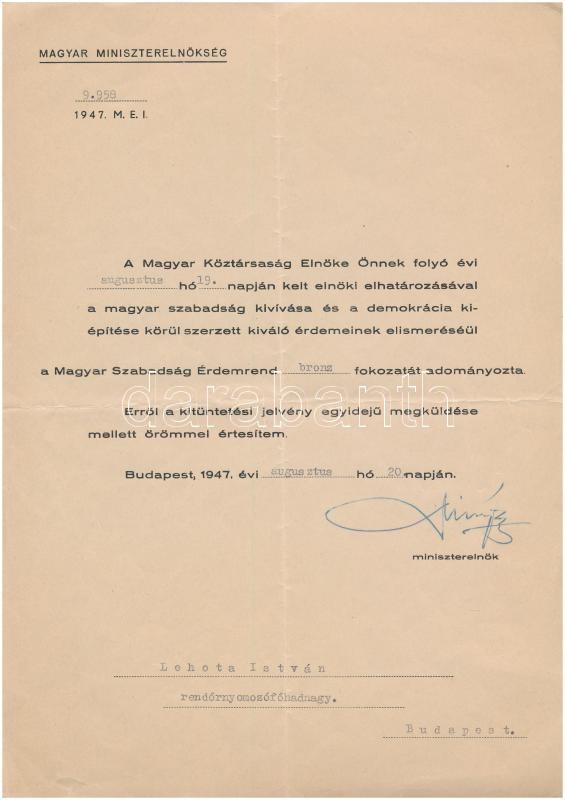 MAGYAR MINISZTERELNÖKSÉG
9.958
1947. M. E. I.
A Magyar Köztársaság Elnöke Önnek folyó évi
augusztus hó 19. napján kelt elnöki elhatározásával
a magyar szabadság kivívása és a demokrácia ki-
építése körül szerzett kiváló érdemeinek elismeréséül
a Magyar Szabadság Érdemrend bronz fokozatát adományozta.
darabanth
Erről a kitüntetési jelvény egyidejű megküldése
mellett örömmel értesítem.
Budapest, 1947. évi augusztus hó 20. napján.
miniszterelnök
Lehota István
rendőrnyomozófőhadnagy.
Budapest.